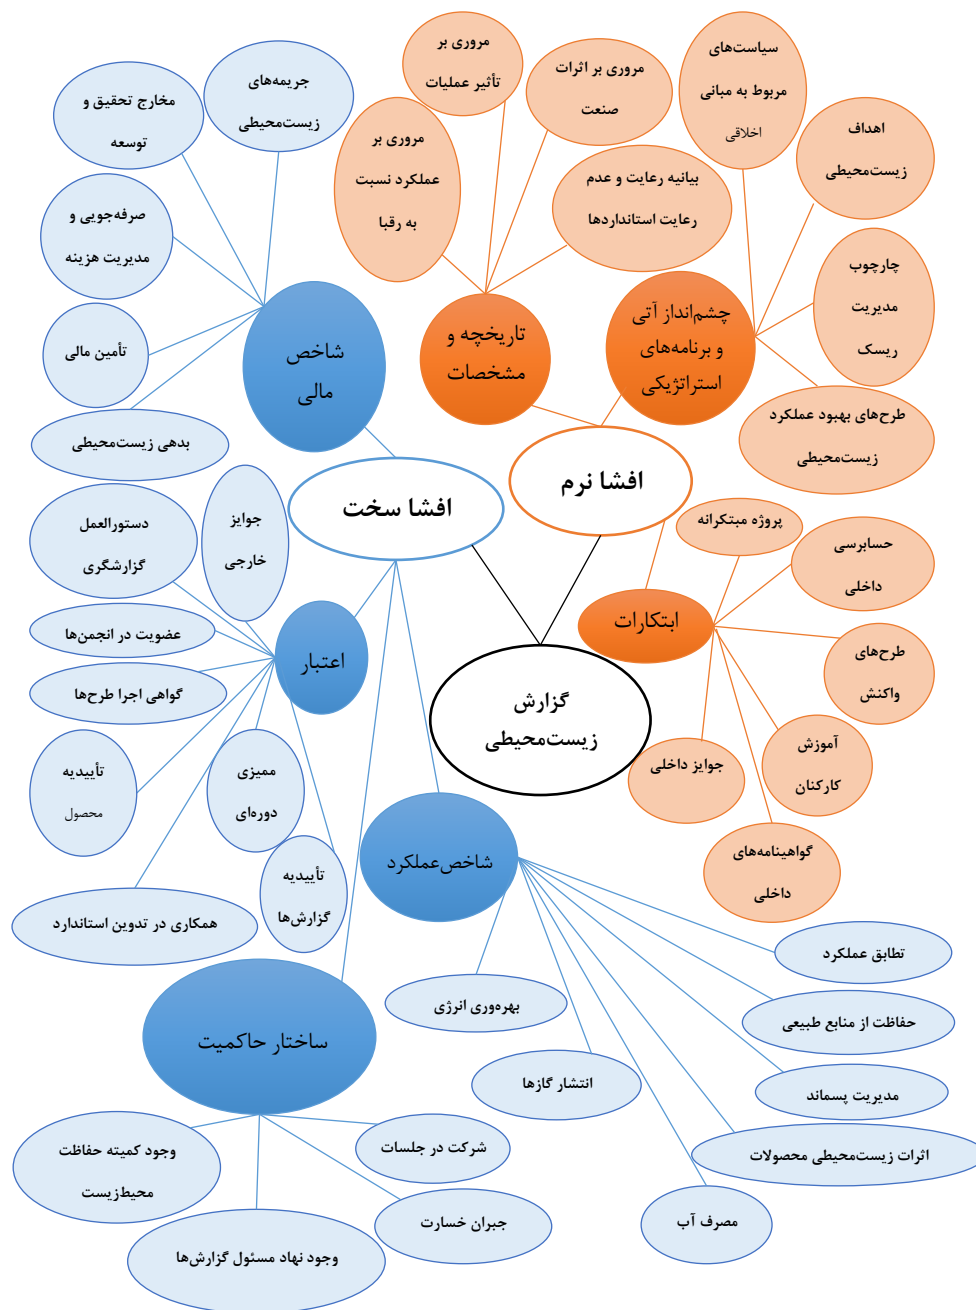 سیاست‌های
مربوط به مبانی
اخلاقی
اهداف
زیست‌محیطی
چارچوب
مدیریت
ریسک
طرح‌های بهبود عملکرد
زیست‌محیطی
چشم‌انداز آتی
و برنامه‌های
استراتژیکی
مروری بر
تأثیر عملیات
مروری بر اثرات
صنعت
مروری بر
عملکرد نسبت
به رقبا
بیانیه رعایت و عدم
رعایت استانداردها
تاریخچه و
مشخصات
جریمه‌های
زیست‌محیطی
مخارج تحقیق و
توسعه
صرفه‌جویی و
مدیریت هزینه
تأمین مالی
بدهی زیست‌محیطی
شاخص
مالی
افشا نرم
افشا سخت
پروژه مبتکرانه
حسابرسی
داخلی
طرح‌های
واکنش
آموزش
کارکنان
گواهینامه‌های
داخلی
جوایز داخلی
ابتکارات
گزارش
زیست‌محیطی
جوایز
خارجی
دستورالعمل
گزارشگری
عضویت در انجمن‌ها
گواهی اجرا طرح‌ها
تأییدیه
محصول
ممیزی
دوره‌ای
تأییدیه
گزارش‌ها
همکاری در تدوین استاندارد
اعتبار
شاخص‌عملکرد
تطابق عملکرد
حفاظت از منابع طبیعی
مدیریت پسماند
اثرات زیست‌محیطی محصولات
مصرف آب
انتشار گازها
بهره‌وری انرژی
ساختار حاکمیت
شرکت در جلسات
جبران خسارت
وجود نهاد مسئول گزارش‌ها
وجود کمیته حفاظت
محیط‌زیست